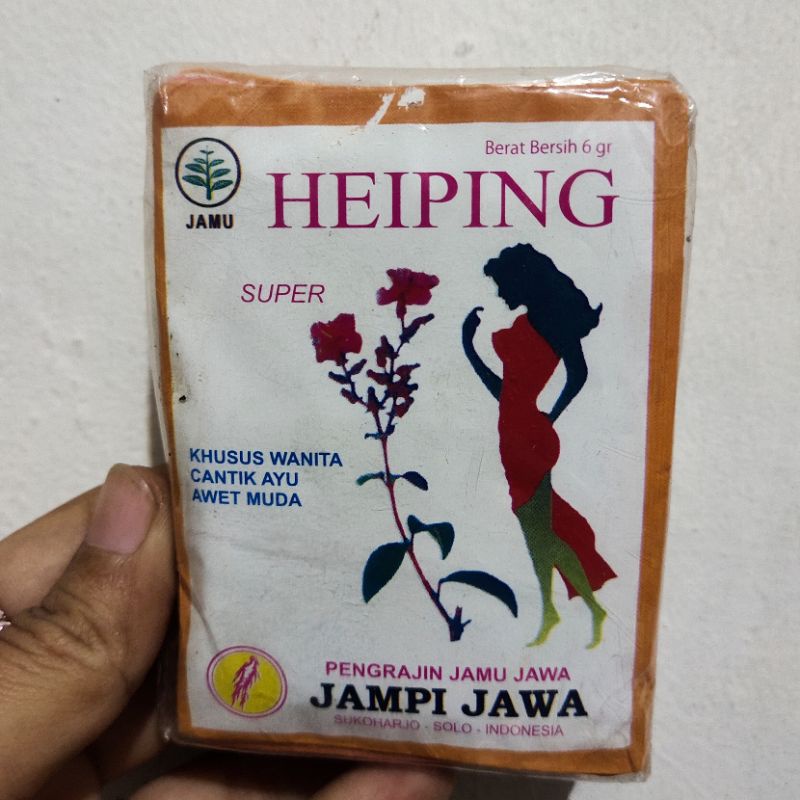 Berat Bersih 6 gr
JAMU
HEIPING
SUPER
KHUSUS WANITA
CANTIK AYU
AWET MUDA
PENGRAJIN JAMU JAWA
JAMPI JAWA
SUKOHARJO - SOLO - INDONESIA